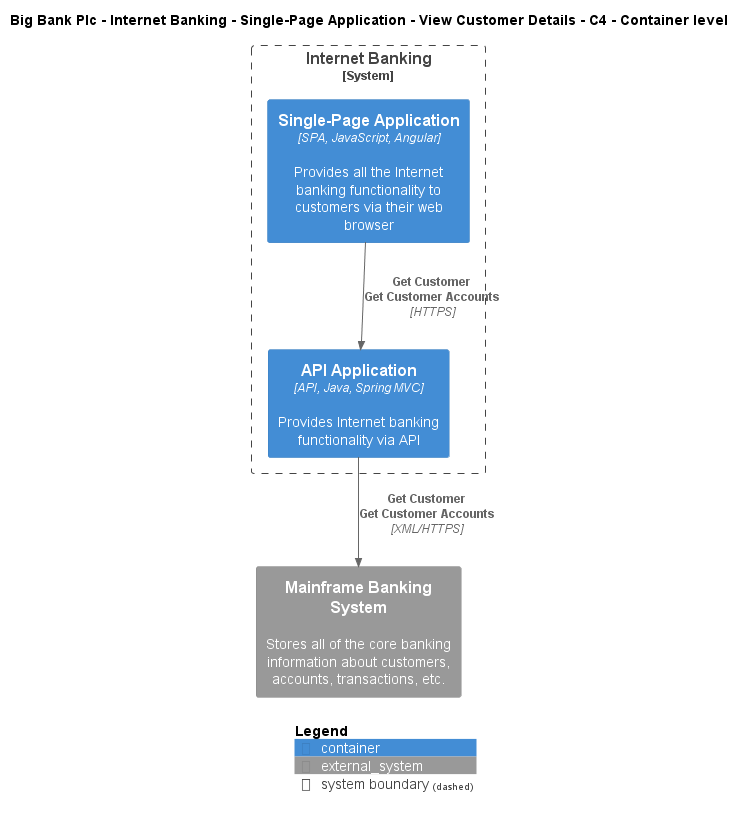 Big Bank Plc - Internet Banking - Single-Page Application - View Customer Details - C4 - Container level
Internet Banking
[System]
Single-Page Application
[SPA, JavaScript, Angular]
Provides all the Internet
banking functionality to
customers via their web
browser
Get Customer
Get Customer Accounts
[HTTPS]
API Application
[API, Java, Spring MVC]
Provides Internet banking
functionality via API
Get Customer
Get Customer Accounts
[XML/HTTPS]
Mainframe Banking
System
Stores all of the core banking
information about customers,
accounts, transactions, etc.
Legend
container
external_system
system boundary (dashed)